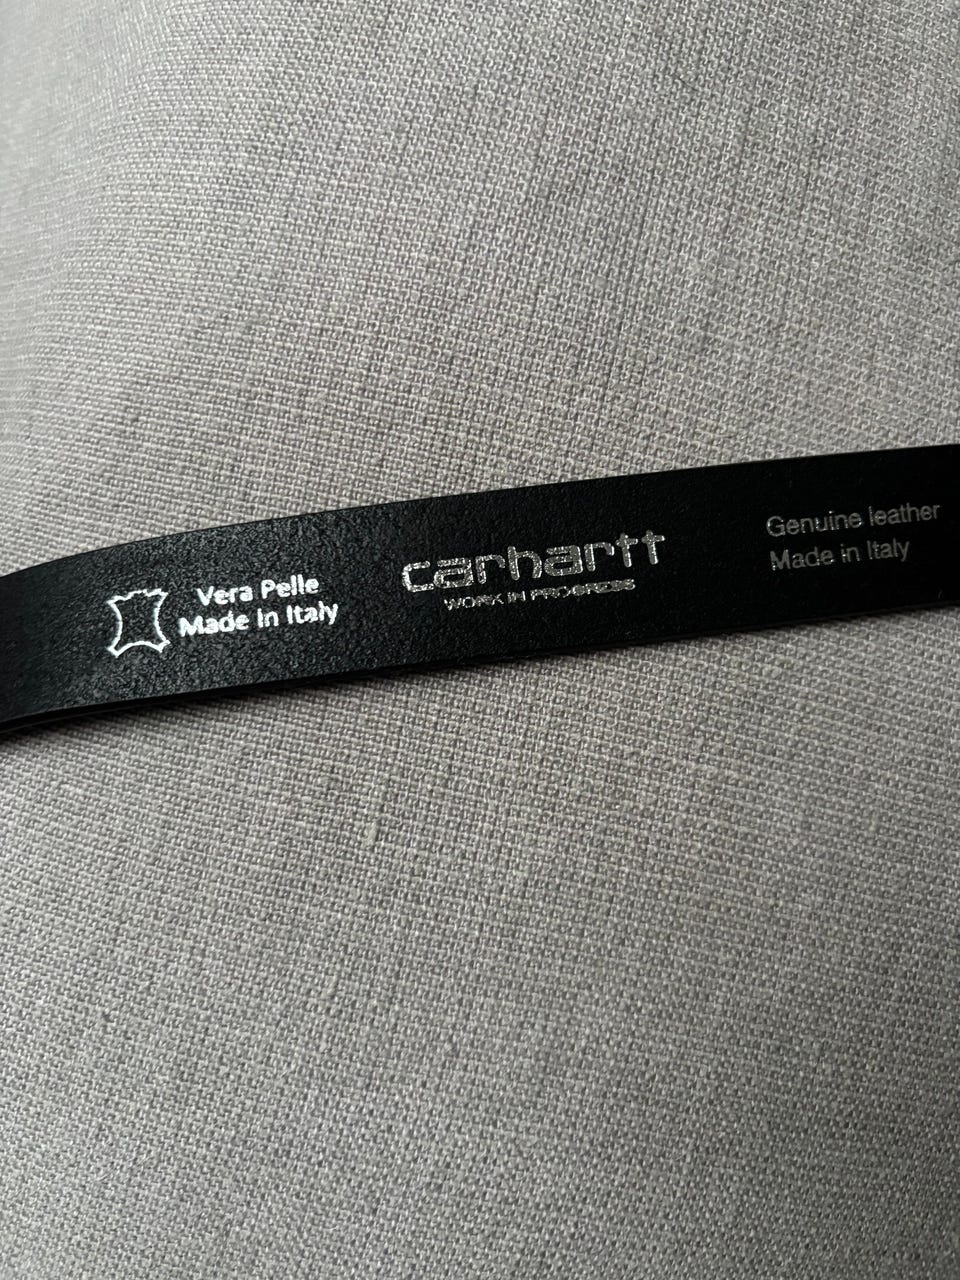 Vera Pelle
Made in Italy
carhartt
WORK IN PROGRESS
Genuine leather
Made in Italy